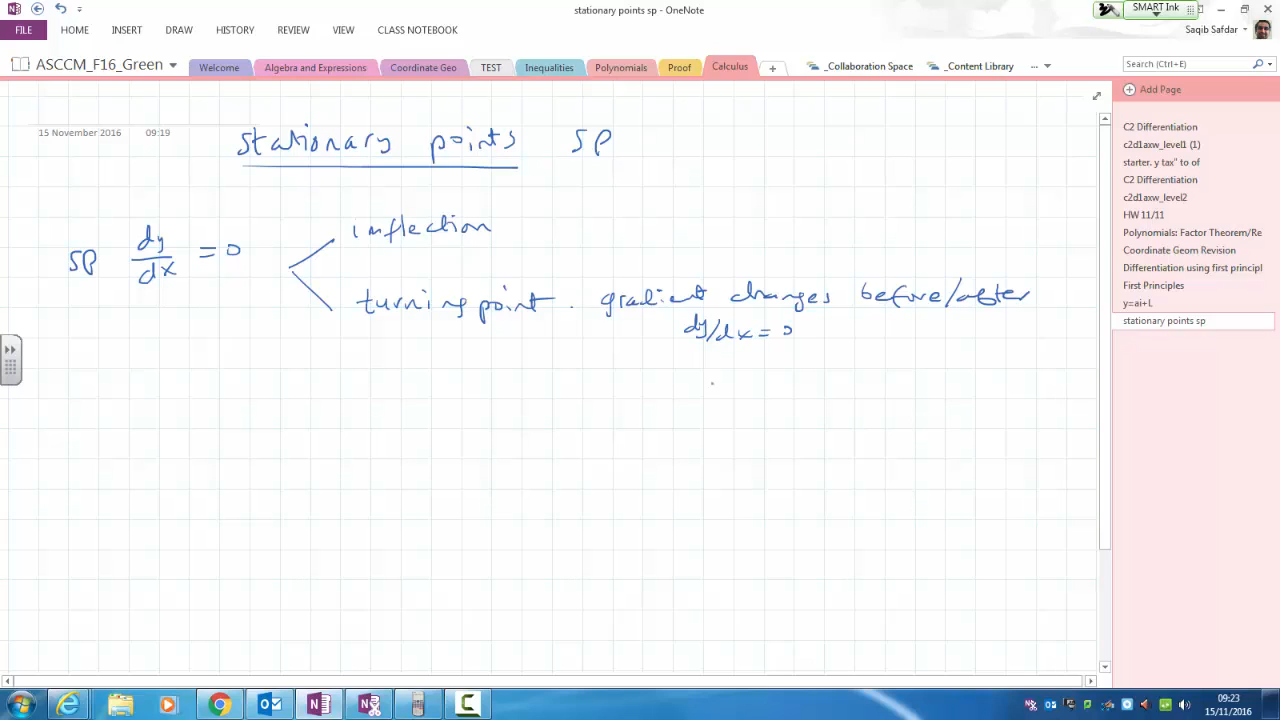 stationary points sp - OneNote
SMART Ink
FILE HOME INSERT DRAW HISTORY REVIEW VIEW CLASS NOTEBOOK
Saqib Safdar
ASCCM_F16_Green Welcome Algebra and Expressions Coordinate Geo TEST Inequalities Polynomials Proof Calculus + _Collaboration Space _Content Library ...
Search (Ctrl+E)
Add Page
15 November 2016 09:19
stationary points sp
inflection
sp dy/dx = 0
turning point . gradient changes before/after
dy/dx = 0
C2 Differentiation
c2d1axw_level1 (1)
starter. y tax" to of
C2 Differentiation
c2d1axw_level2
HW 11/11
Polynomials: Factor Theorem/Re
Coordinate Geom Revision
Differentiation using first principl
First Principles
y=ai+l,
stationary points sp
09:23
15/11/2016